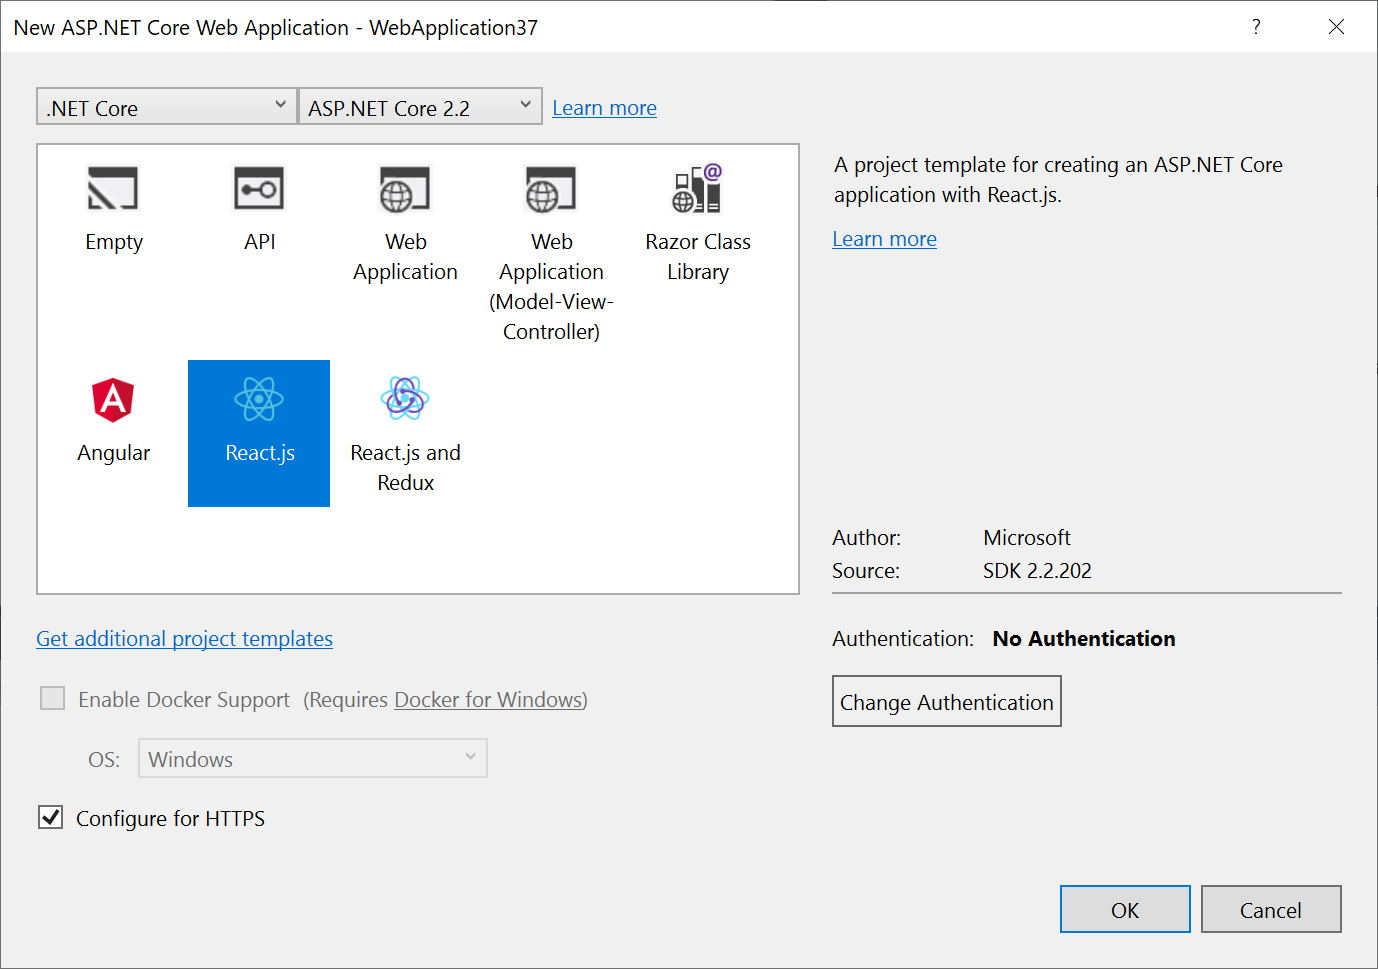 New ASP.NET Core Web Application - WebApplication37
?
.NET Core
ASP.NET Core 2.2
Learn more
Empty
API
Web
Application
Web
Application
(Model-View-
Controller)
Razor Class
Library
Angular
React.js
React.js and
Redux
A project template for creating an ASP.NET Core
application with React.js.
Learn more
Author: Microsoft
Source: SDK 2.2.202
Get additional project templates
Authentication: No Authentication
Change Authentication
Enable Docker Support (Requires Docker for Windows)
OS: Windows
Configure for HTTPS
OK
Cancel